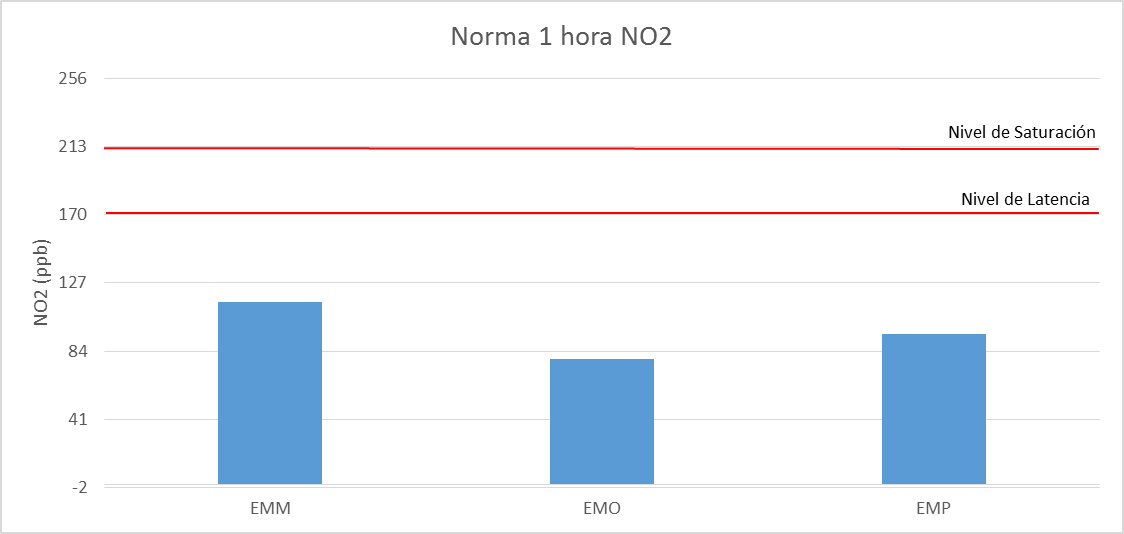 Norma 1 hora NO2
256
Nivel de Saturación
213
Nivel de Latencia
170
NO2 (ppb)
127
84
41
-2
EMM EMO EMP